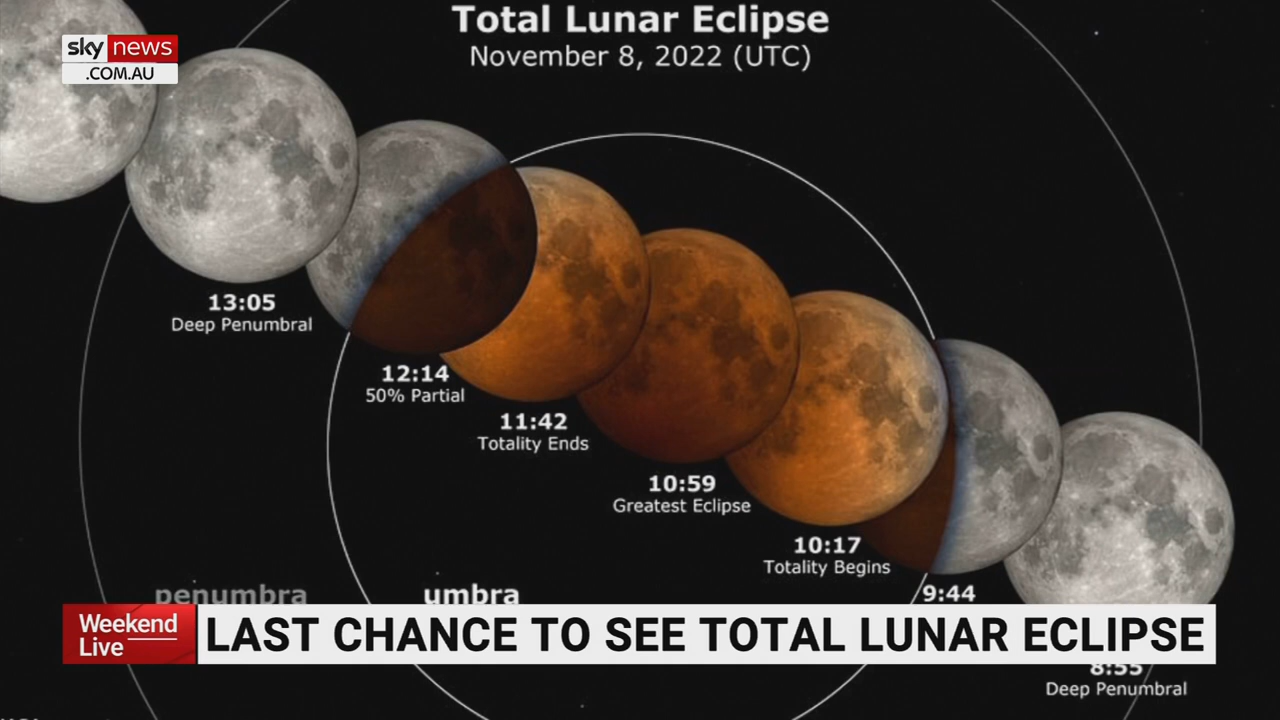 Total Lunar Eclipse
November 8, 2022 (UTC)
sky news
.COM.AU
13:05
Deep Penumbral
12:14
50% Partial
11:42
Totality Ends
10:59
Greatest Eclipse
10:17
Totality Begins
9:44
penumbra
umbra
Weekend
Live
LAST CHANCE TO SEE TOTAL LUNAR ECLIPSE
8:55
Deep Penumbral